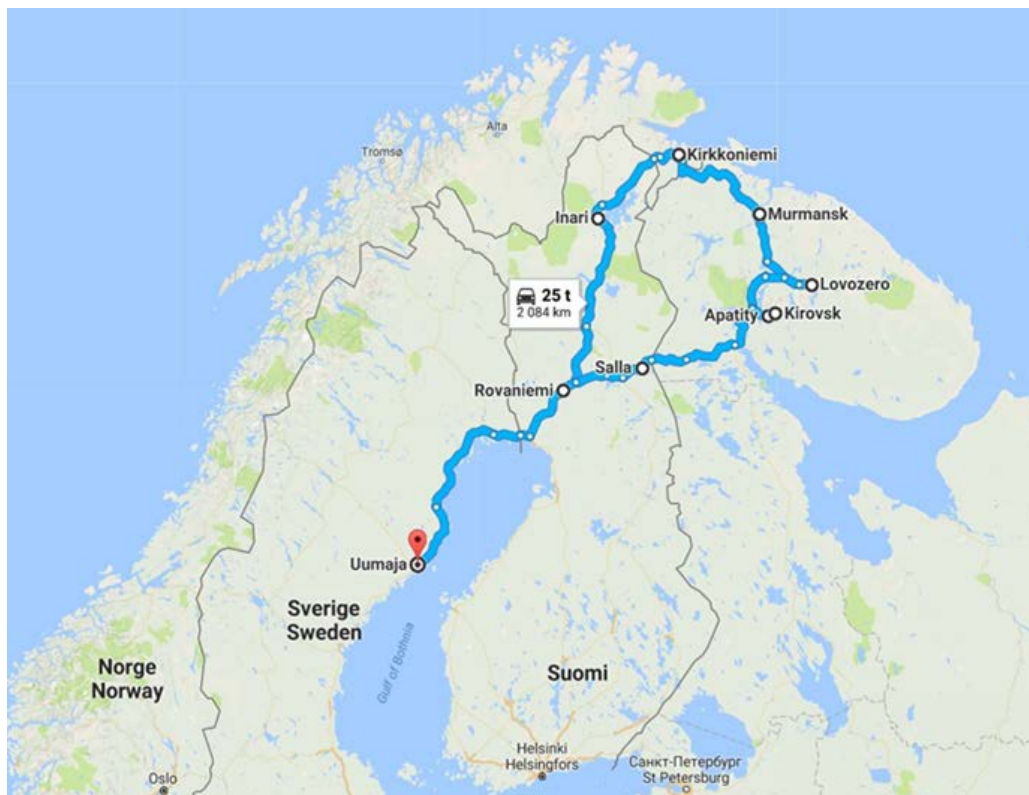 Alta
Tromsø
Kirkkoniemi
Inari
Murmansk
Lovozero
25 t
2 084 km
Apatity
Kirovsk
Salla
Rovaniemi
Uumaja
Sverige
Sweden
Gulf of Bothnia
Norge
Norway
Suomi
Helsinki
Helsingfors
Санкт-Петербург
St Petersburg
Oslo